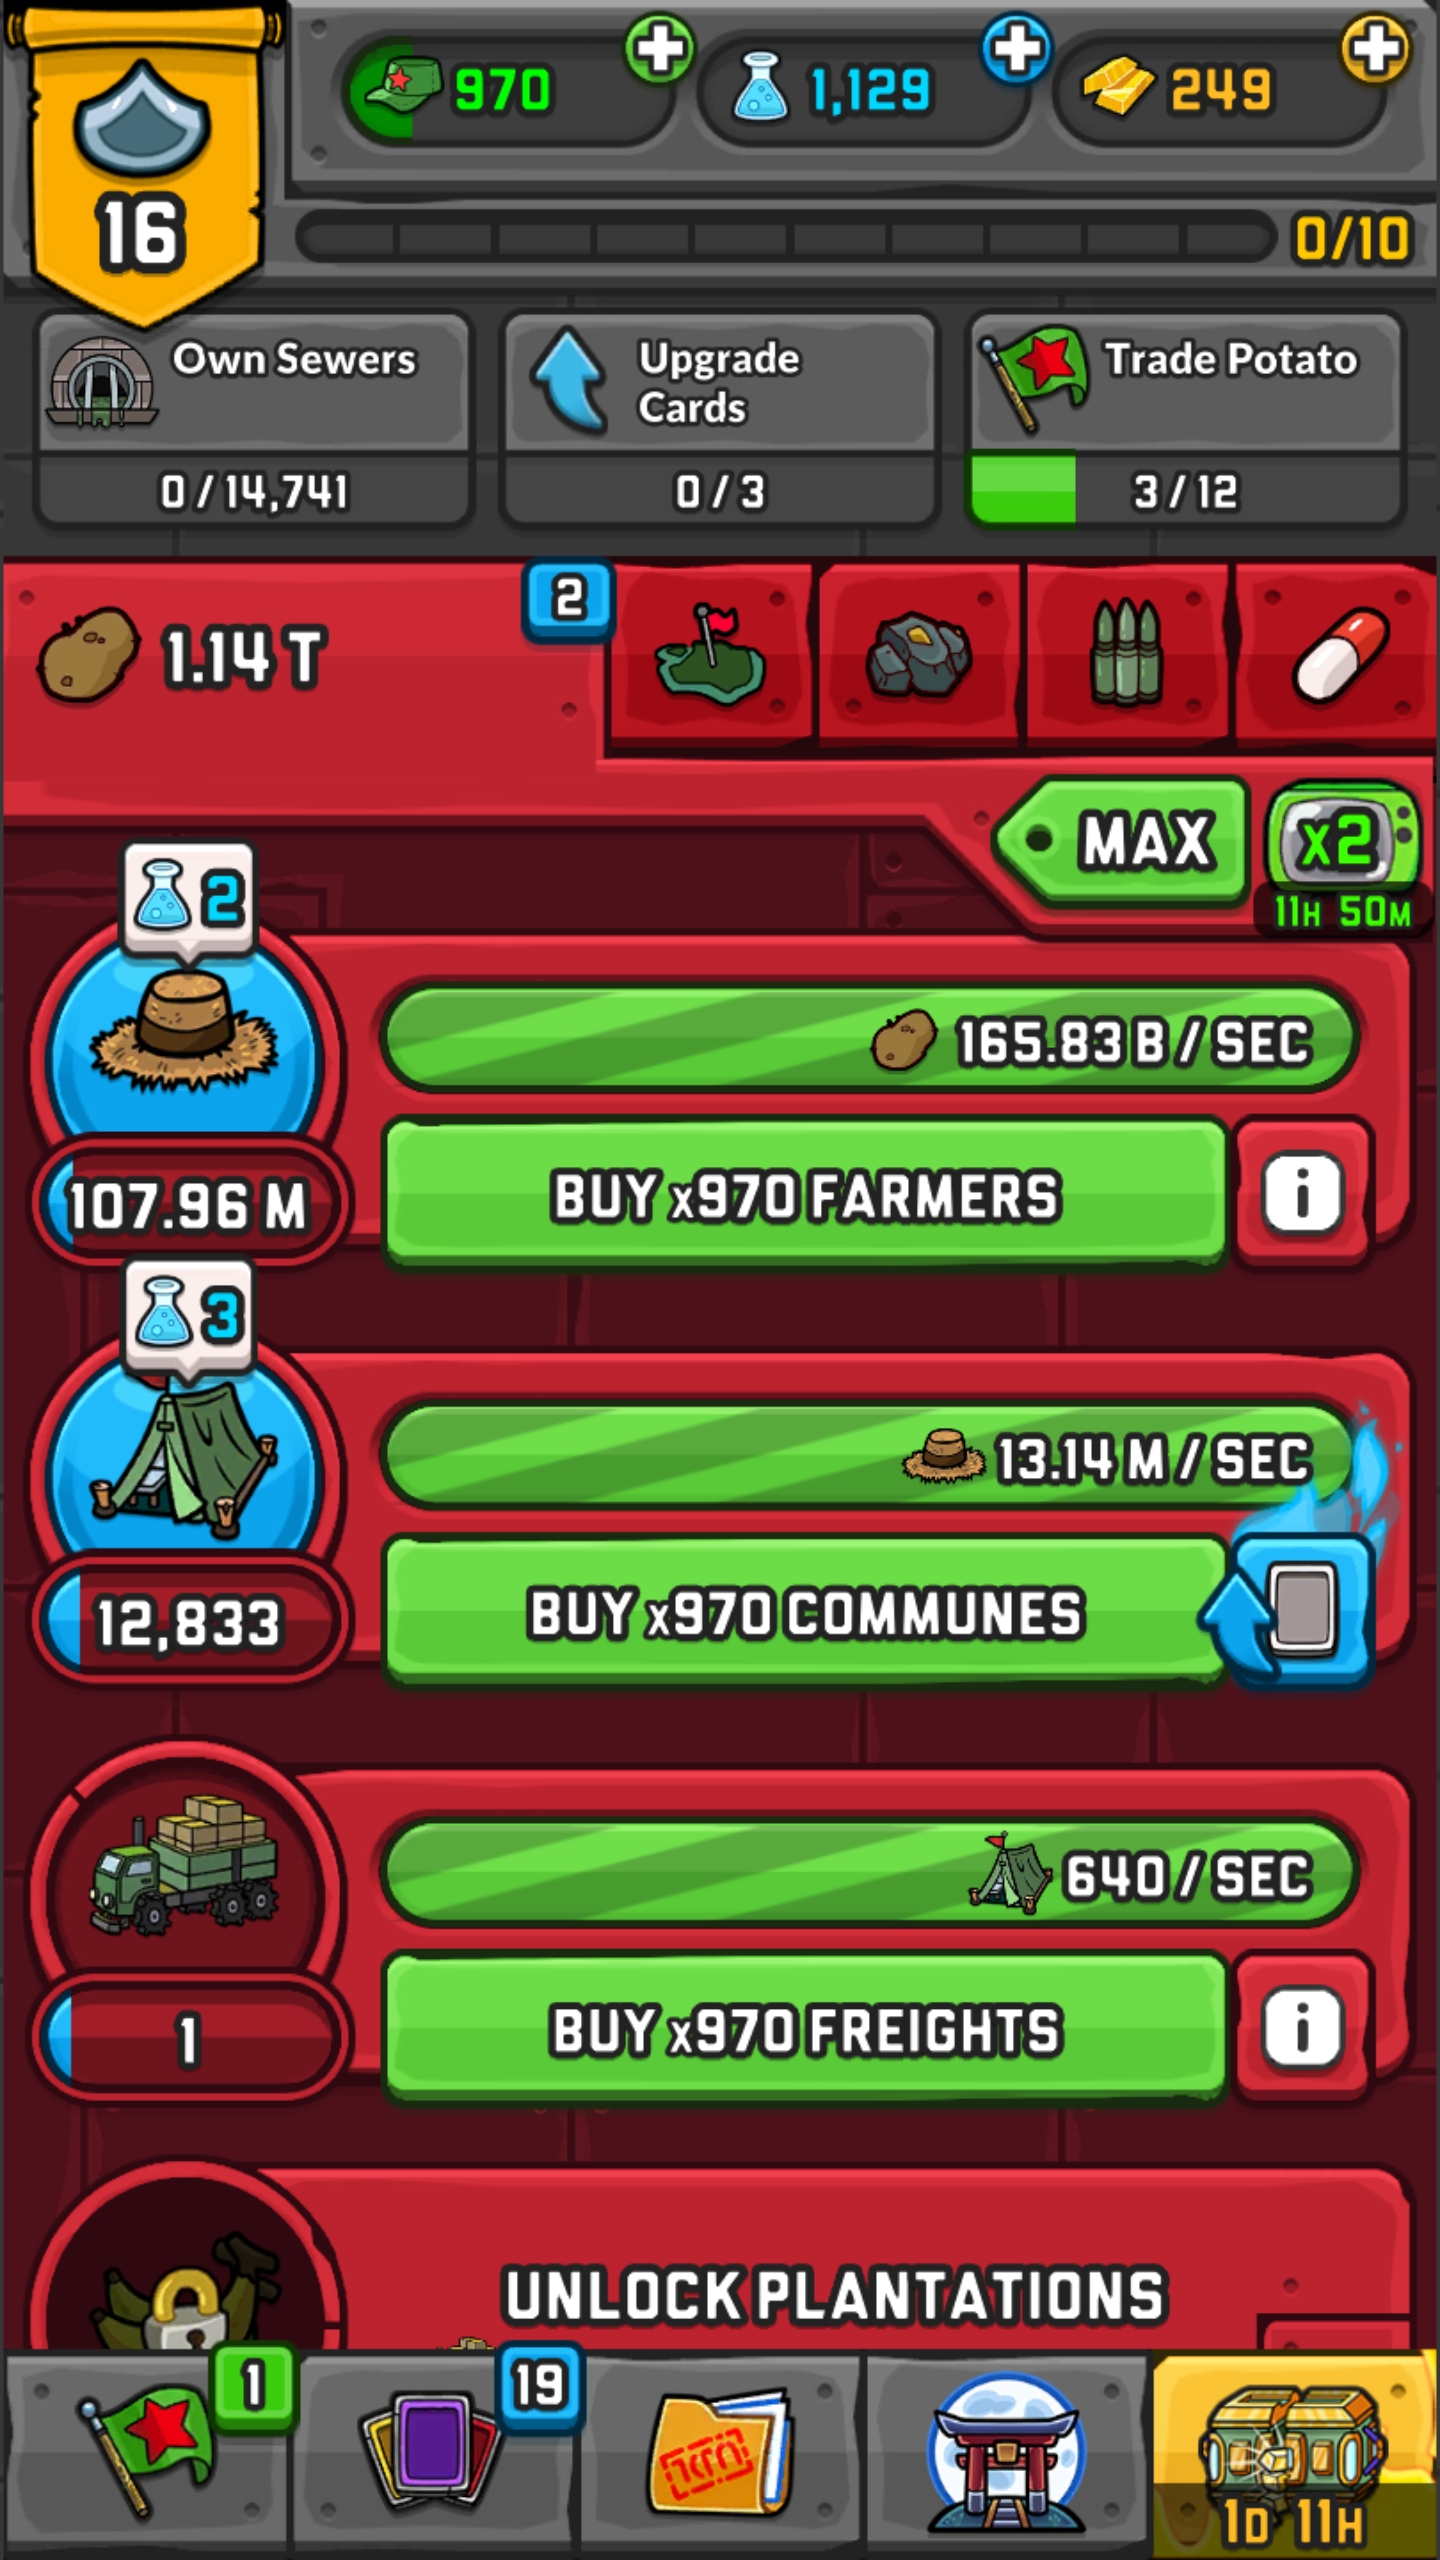 970
1,129
249
16
0/10
Own Sewers
0 / 14,741
Upgrade
Cards
0 / 3
Trade Potato
3 / 12
1.14 T
2
MAX
x2
11H 50M
2
165.83 B / SEC
107.96 M
BUY x970 FARMERS
i
3
13.14 M / SEC
12,833
BUY x970 COMMUNES
640 / SEC
1
BUY x970 FREIGHTS
i
UNLOCK PLANTATIONS
1
19
1D 11H